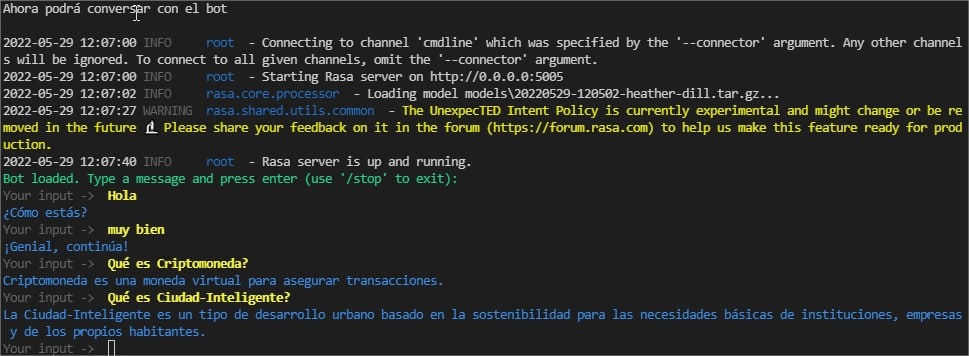 Ahora podrá conversar con el bot
2022-05-29 12:07:00 INFO     root  - Connecting to channel 'cmdline' which was specified by the '--connector' argument. Any other channel
s will be ignored. To connect to all given channels, omit the '--connector' argument.
2022-05-29 12:07:00 INFO     root  - Starting Rasa server on http://0.0.0.0:5005
2022-05-29 12:07:02 INFO     rasa.core.processor  - Loading model models\20220529-120502-heather-dill.tar.gz...
2022-05-29 12:07:27 WARNING  rasa.shared.utils.common  - The UnexpecTED Intent Policy is currently experimental and might change or be re
moved in the future 🔬 Please share your feedback on it in the forum (https://forum.rasa.com) to help us make this feature ready for prod
uction.
2022-05-29 12:07:40 INFO     root  - Rasa server is up and running.
Bot loaded. Type a message and press enter (use '/stop' to exit):
Your input ->  Hola
¿Cómo estás?
Your input ->  muy bien
¡Genial, continúa!
Your input ->  Qué es Criptomoneda?
Criptomoneda es una moneda virtual para asegurar transacciones.
Your input ->  Qué es Ciudad-Inteligente?
La Ciudad-Inteligente es un tipo de desarrollo urbano basado en la sostenibilidad para las necesidades básicas de instituciones, empresas
 y de los propios habitantes.
Your input ->